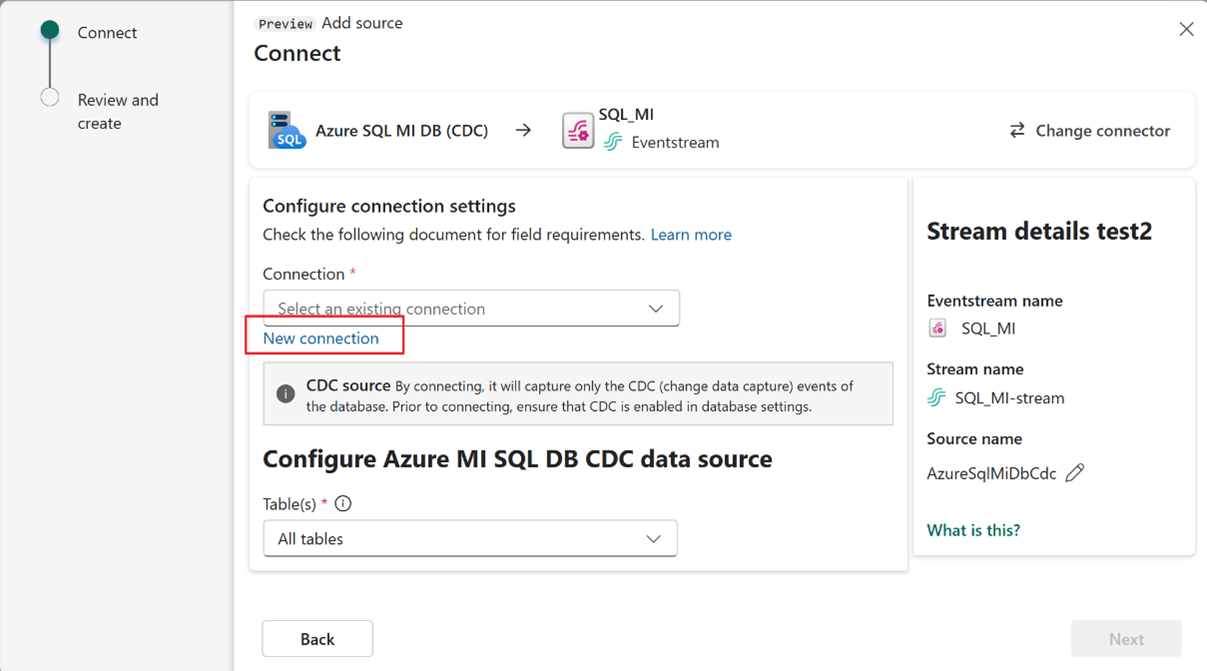 Connect
Review and
create
Preview Add source
Connect
SQL
Azure SQL MI DB (CDC)
SQL_MI
Eventstream
Change connector
Configure connection settings
Check the following document for field requirements. Learn more
Connection *
Select an existing connection
New connection
CDC source By connecting, it will capture only the CDC (change data capture) events of
the database. Prior to connecting, ensure that CDC is enabled in database settings.
Configure Azure MI SQL DB CDC data source
Table(s) *
All tables
Stream details test2
Eventstream name
SQL_MI
Stream name
SQL_MI-stream
Source name
AzureSqlMiDbCdc
What is this?
Back
Next